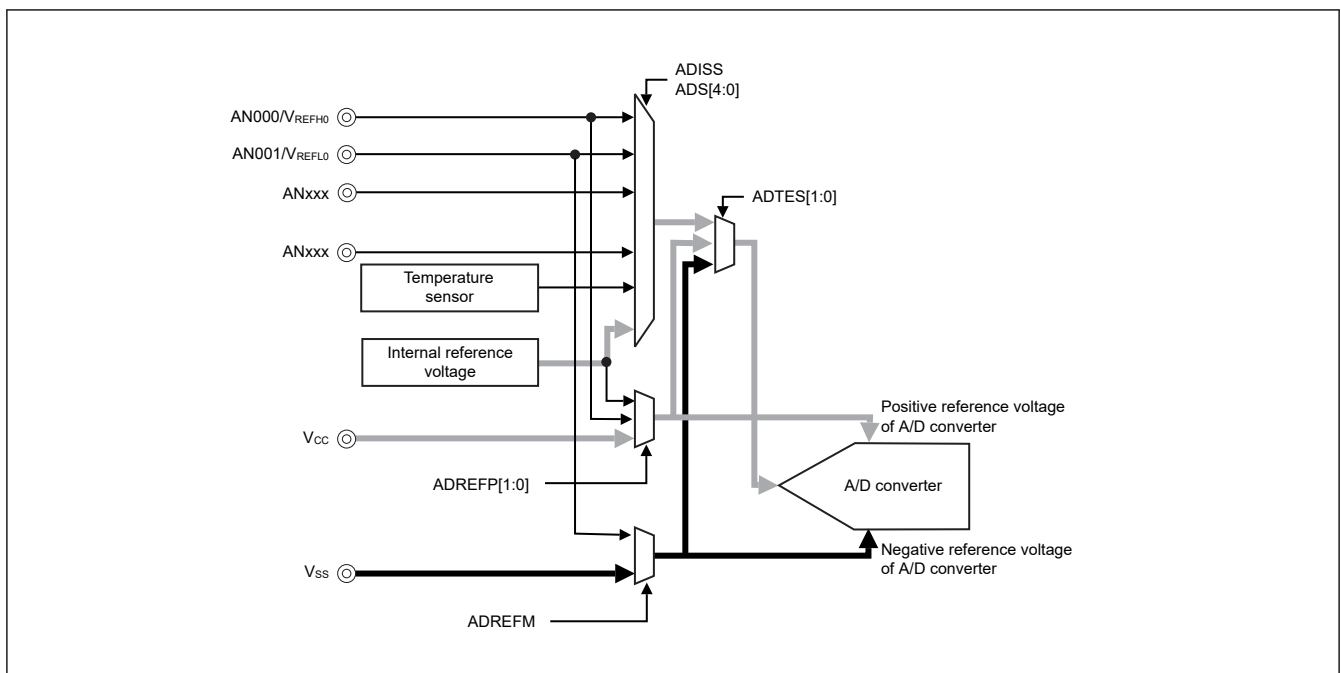 ADISS
ADS[4:0]
AN000/VREFH0
AN001/VREFL0
ANxxx
ADTES[1:0]
ANxxx
Temperature
sensor
Internal reference
voltage
Positive reference voltage
of A/D converter
VCC
ADREFP[1:0]
A/D converter
Negative reference voltage
of A/D converter
VSS
ADREFM